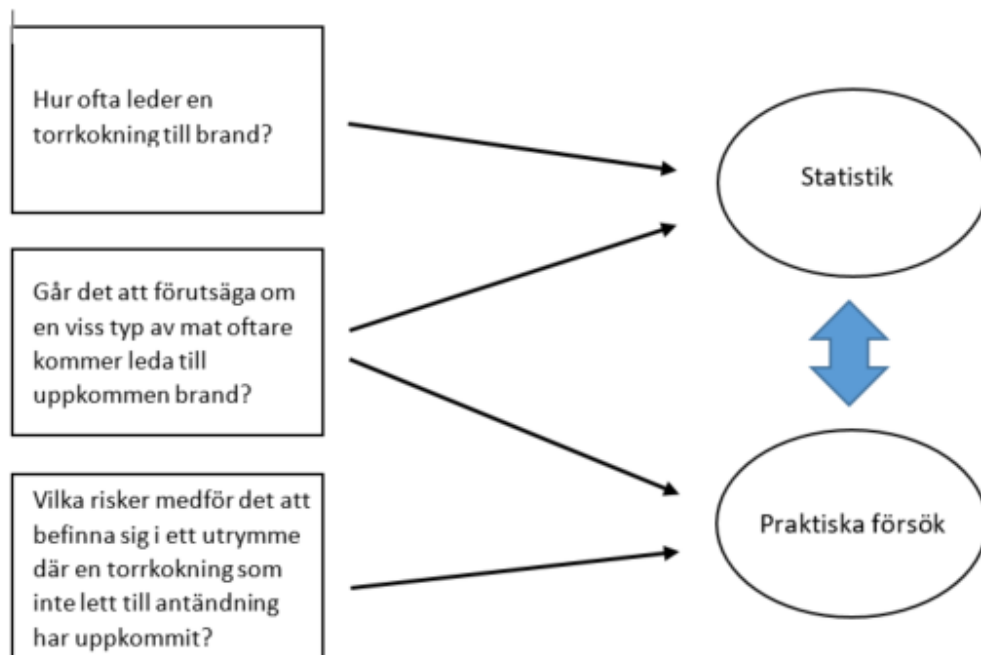 Hur ofta leder en
torrkokning till brand?
Statistik
Går det att förutsäga om
en viss typ av mat oftare
kommer leda till
uppkommen brand?
Vilka risker medför det att
befinna sig i ett utrymme
där en torrkokning som
inte lett till antändning
har uppkommit?
Praktiska försök